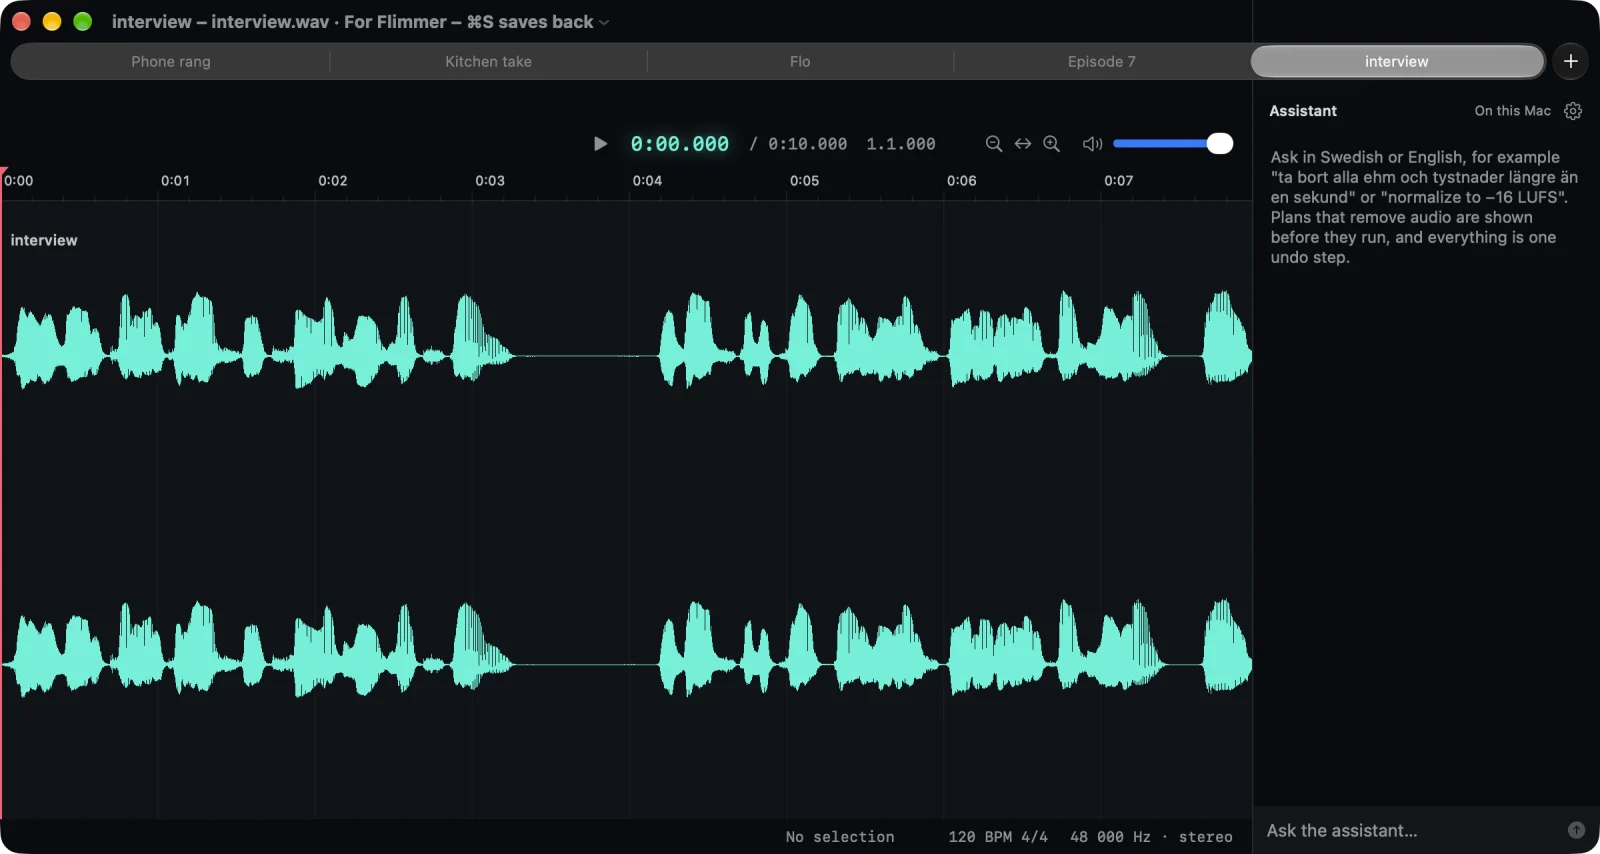 interview – interview.wav · For Flimmer – ⌘S saves back
Phone rang
Kitchen take
Flo
Episode 7
interview
Assistant
On this Mac
0:00.000 / 0:10.000 1.1.000
0:00
0:01
0:02
0:03
0:04
0:05
0:06
0:07
interview
Ask in Swedish or English, for example
"ta bort alla ehm och tystnader längre än
en sekund" or "normalize to −16 LUFS".
Plans that remove audio are shown
before they run, and everything is one
undo step.
No selection
120 BPM 4/4
48 000 Hz · stereo
Ask the assistant...